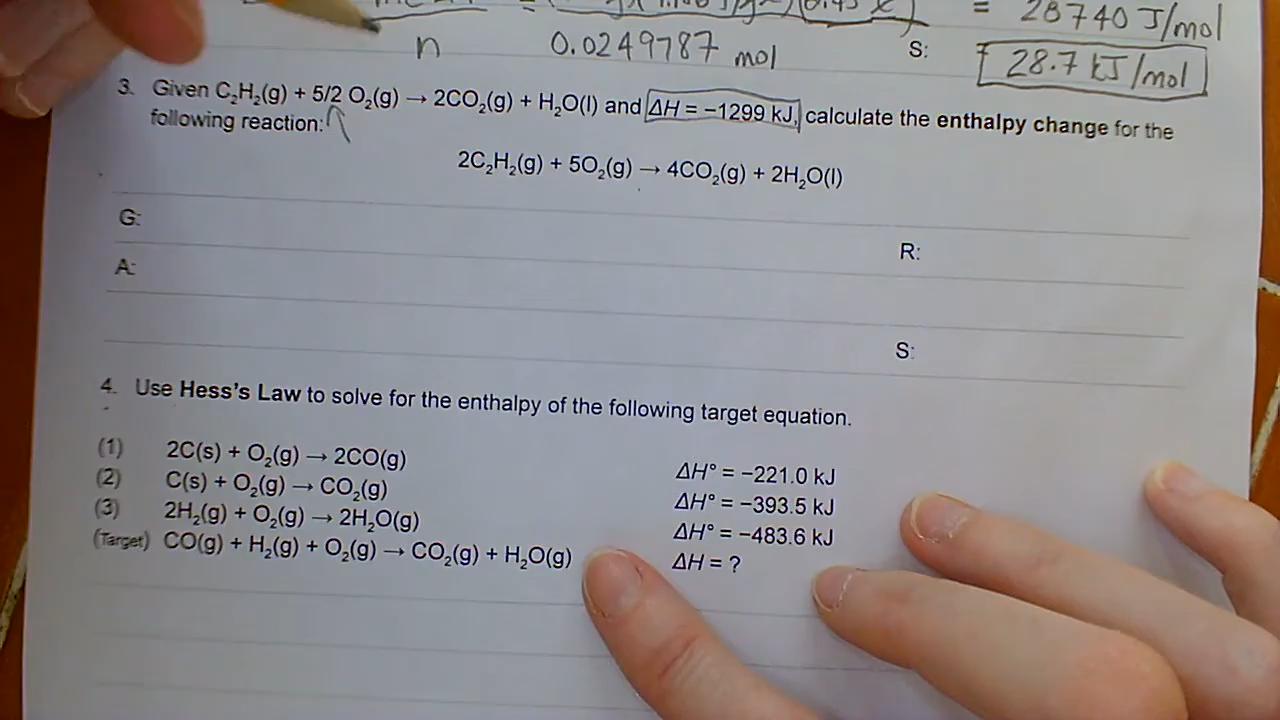 = 28740 J/mol
n 0.0249787 mol S: 28.7 kJ/mol
3. Given C₂H₂(g) + 5/2 O₂(g) → 2CO₂(g) + H₂O(l) and ΔH = −1299 kJ, calculate the enthalpy change for the
following reaction:
2C₂H₂(g) + 5O₂(g) → 4CO₂(g) + 2H₂O(l)
G:
R:
A:
S:
4. Use Hess's Law to solve for the enthalpy of the following target equation.
(1) 2C(s) + O₂(g) → 2CO(g) ΔH° = −221.0 kJ
(2) C(s) + O₂(g) → CO₂(g) ΔH° = −393.5 kJ
(3) 2H₂(g) + O₂(g) → 2H₂O(g) ΔH° = −483.6 kJ
(Target) CO(g) + H₂(g) + O₂(g) → CO₂(g) + H₂O(g) ΔH = ?